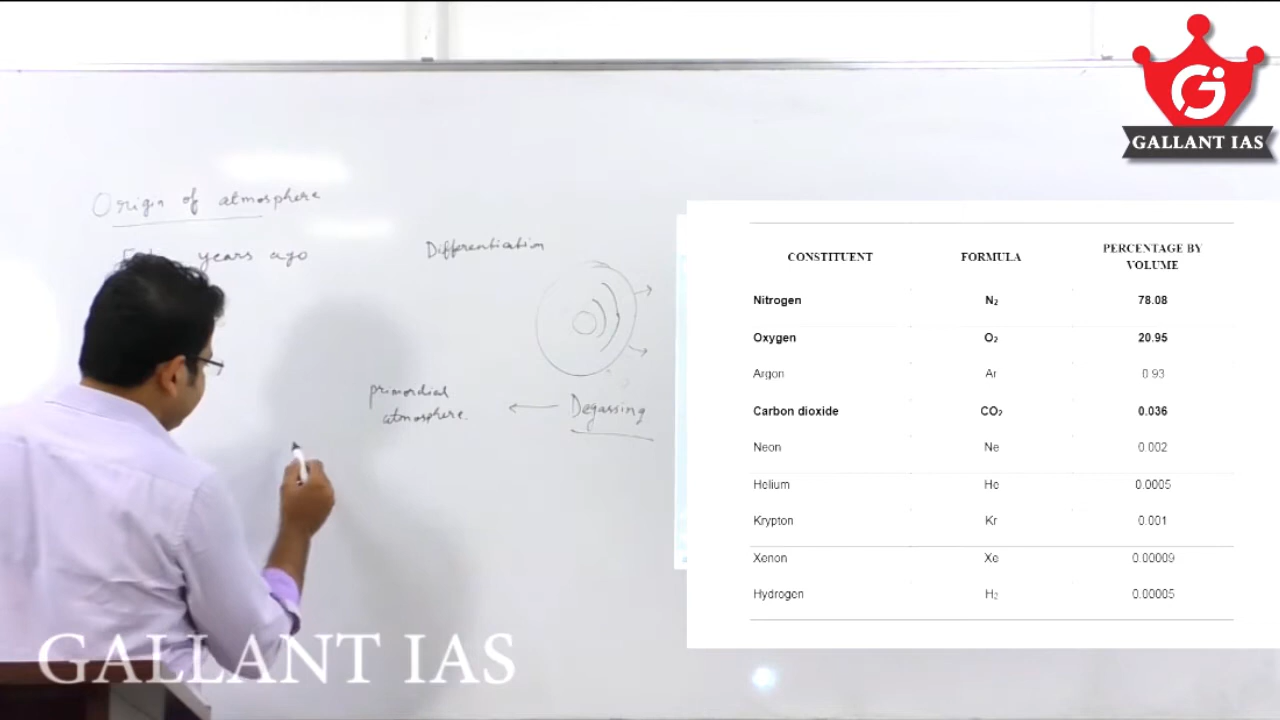 GALLANT IAS
Origin of atmosphere
years ago
Differentiation
primordial
atmosphere.
Degassing
CONSTITUENT FORMULA PERCENTAGE BY VOLUME
Nitrogen N₂ 78.08
Oxygen O₂ 20.95
Argon Ar 0.93
Carbon dioxide CO₂ 0.036
Neon Ne 0.002
Helium He 0.0005
Krypton Kr 0.001
Xenon Xe 0.00009
Hydrogen H₂ 0.00005
GALLANT IAS